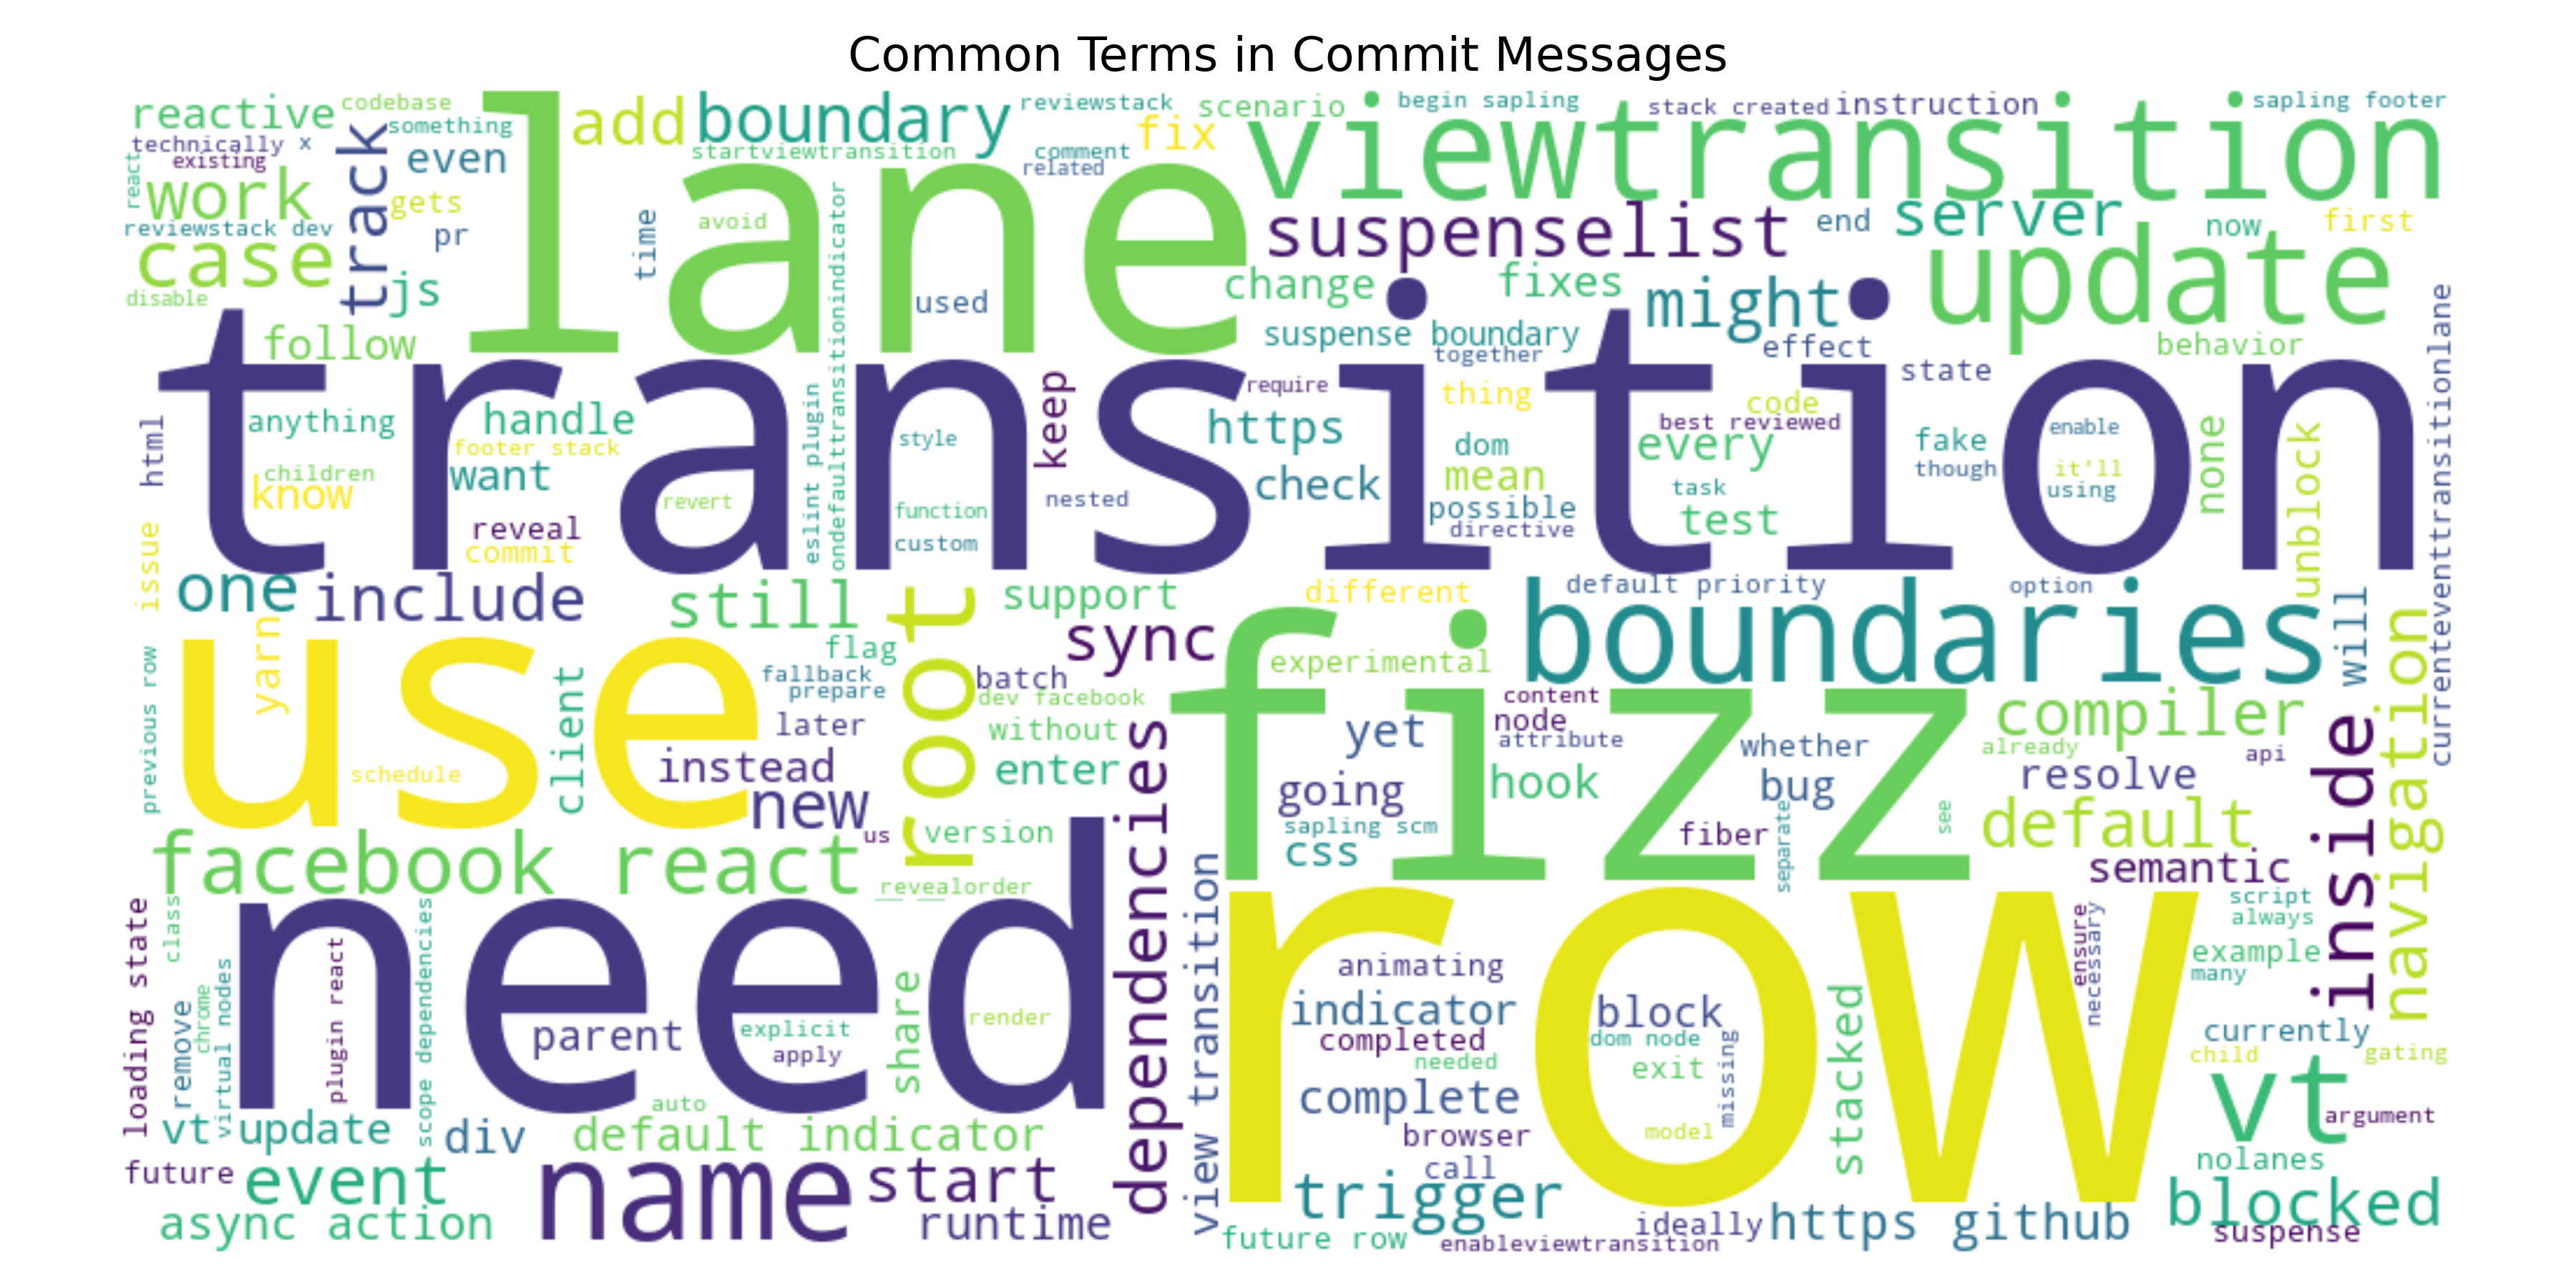 Common Terms in Commit Messages
reactive
codebase
lane
add
boundary
reviewstack
scenario
begin sapling
stack created
instruction
sapling footer
something
track
technically x
existing
even
startviewtransition
comment
related
fix
viewtransition
react
work
gets
reviewstack dev
pr
case
js
disable
time
avoid
ondefaulttransitionindicator
used
suspenselist
end
server
now
first
change
fixes
might
update
follow
suspense boundary
together
effect
behavior
transition
state
currenteventtransitionlane
html
anything
handle
footer stack
children
know
want
reveal
commit
revert
eslint plugin
style
function
custom
keep
nested
require
https
check
thing
dom
mean
possible
directive
code
best reviewed
every
task
test
fake
though
enable
it'll
using
none
unblock
issue
one
include
still
root
support
different
default priority
option
boundaries
will
navigation
use
yarn
flag
sync
fizz
experimental
previous row
schedule
client
fallback
prepare
batch
dev facebook
later
without
instead
new
enter
us
version
dependencies
content
node
attribute
yet
going
hook
whether
bug
compiler
already
api
resolve
inside
sapling scm
css
fiber
separate
see
default
semantic
facebook react
revealorder
need
view transition
row
script
always
example
many
ensure
necessary
loading state
class
remove
chrome
virtual nodes
plugin react
scope dependencies
parent
explicit
apply
share
render
animating
indicator
completed
needed
complete
browser
call
block
dom node
exit
missing
model
stacked
currently
child
gating
vt
argument
vt update
div
auto
default indicator
future
event
name
start
async action
runtime
trigger
future row
enableviewtransition
ideally
https github
nolanes
blocked
suspense